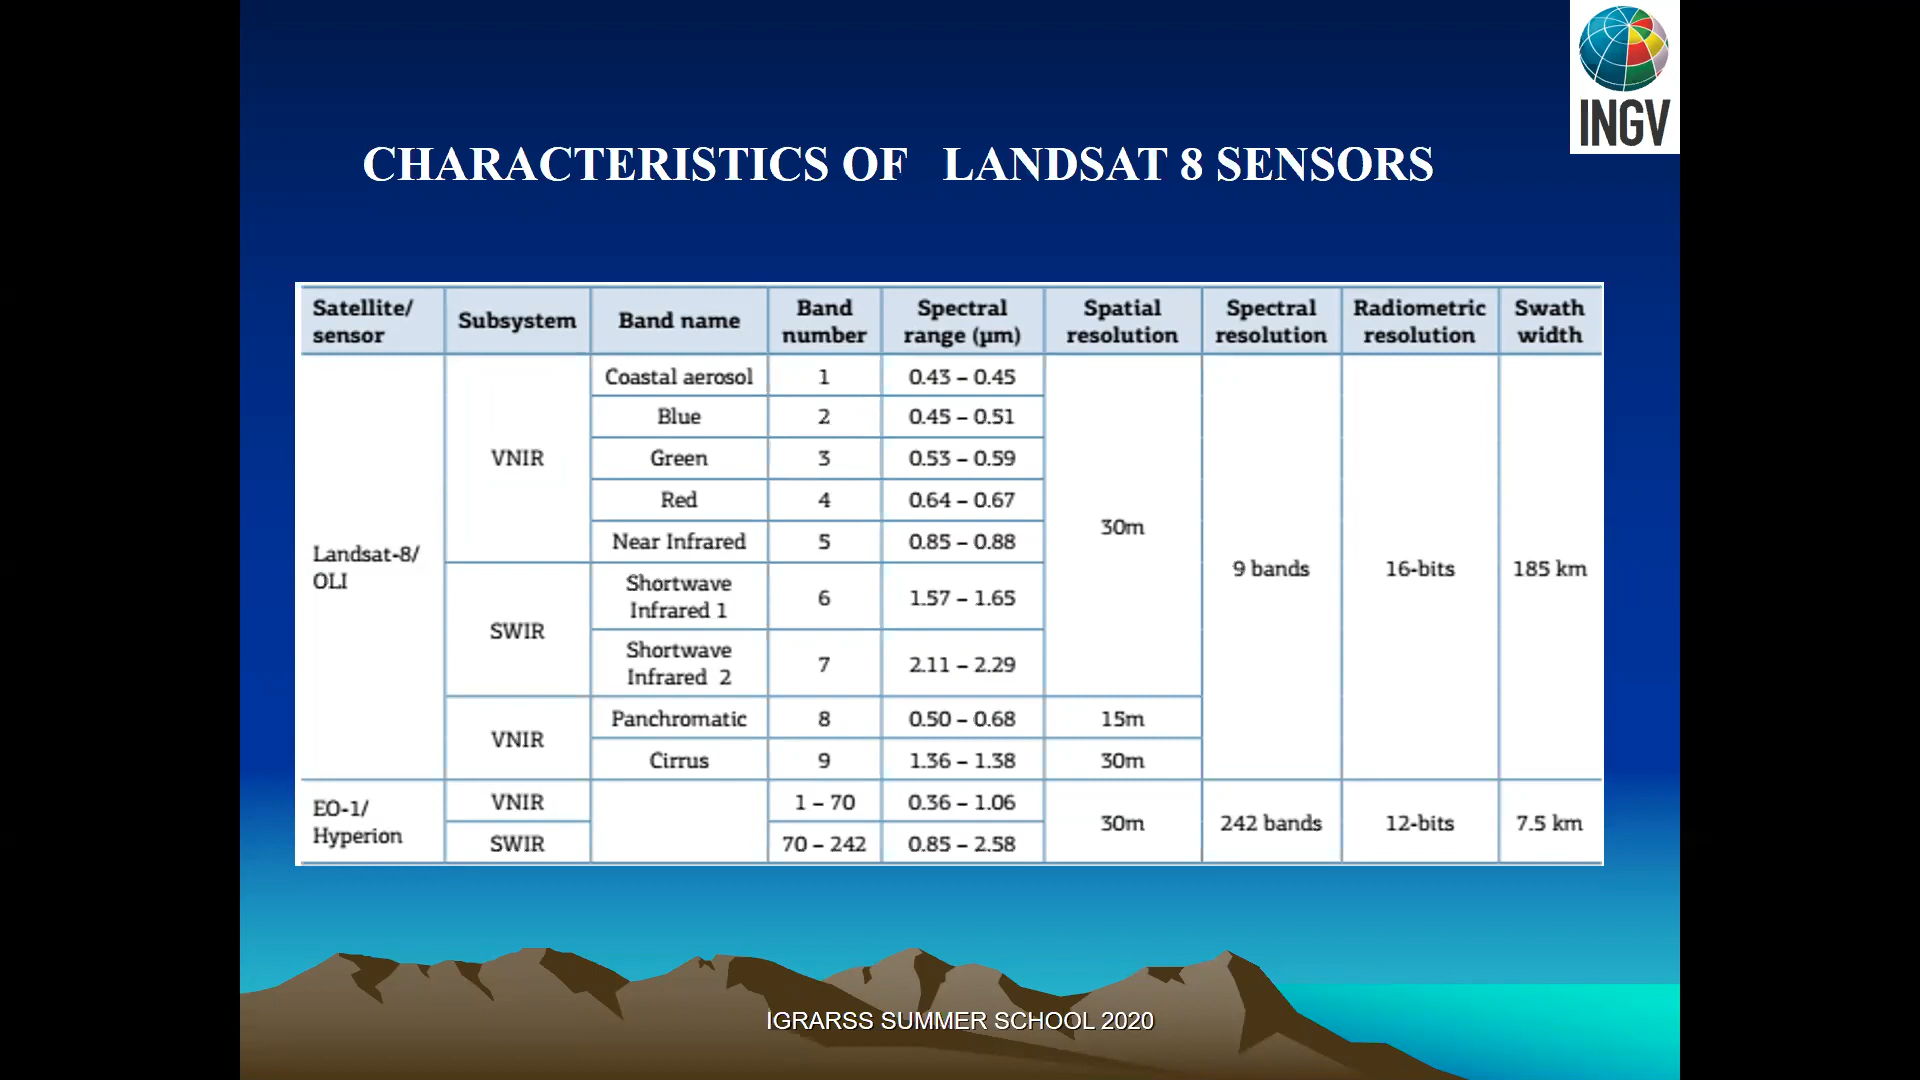 INGV
CHARACTERISTICS OF LANDSAT 8 SENSORS
Satellite/ sensor Subsystem Band name Band number Spectral range (µm) Spatial resolution Spectral resolution Radiometric resolution Swath width
Landsat-8/ OLI VNIR Coastal aerosol 1 0.43 – 0.45 30m 9 bands 16-bits 185 km
Blue 2 0.45 – 0.51
Green 3 0.53 – 0.59
Red 4 0.64 – 0.67
Near Infrared 5 0.85 – 0.88
SWIR Shortwave Infrared 1 6 1.57 – 1.65
Shortwave Infrared 2 7 2.11 – 2.29
VNIR Panchromatic 8 0.50 – 0.68 15m
Cirrus 9 1.36 – 1.38 30m
EO-1/ Hyperion VNIR 1 – 70 0.36 – 1.06 30m 242 bands 12-bits 7.5 km
SWIR 70 – 242 0.85 – 2.58
IGRARSS SUMMER SCHOOL 2020